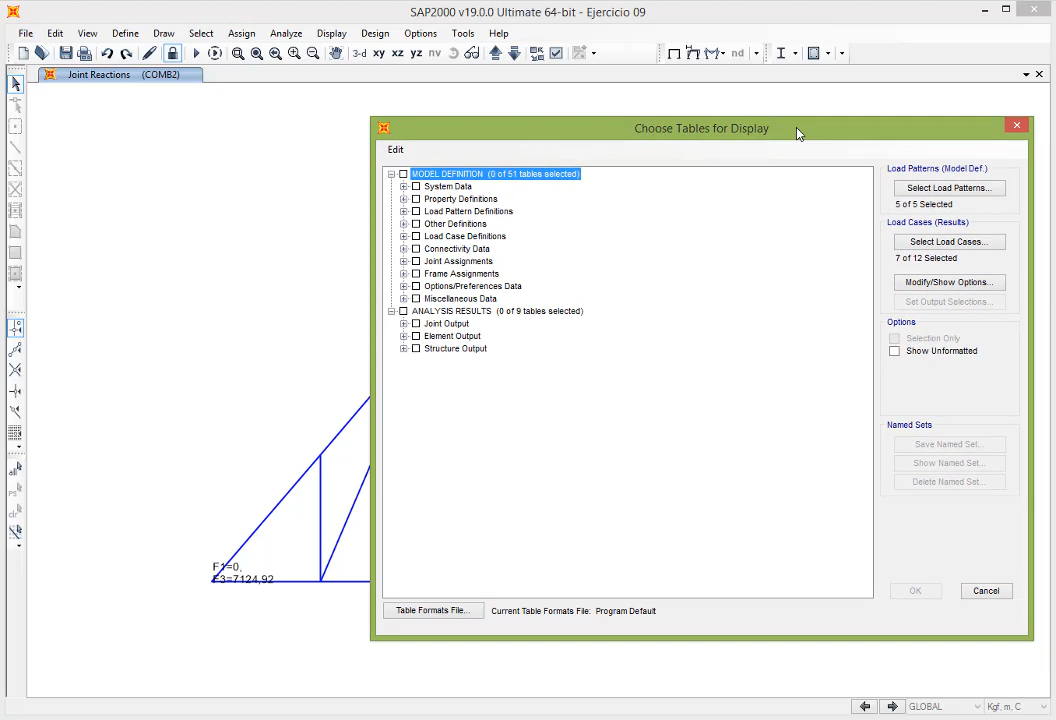 SAP2000 v19.0.0 Ultimate 64-bit - Ejercicio 09
File Edit View Define Draw Select Assign Analyze Display Design Options Tools Help
3-d xy xz yz nv nd
Joint Reactions (COMB2)
Choose Tables for Display
Edit
MODEL DEFINITION (0 of 51 tables selected)
System Data
Property Definitions
Load Pattern Definitions
Other Definitions
Load Case Definitions
Connectivity Data
Joint Assignments
Frame Assignments
Options/Preferences Data
Miscellaneous Data
ANALYSIS RESULTS (0 of 9 tables selected)
Joint Output
Element Output
Structure Output
Load Patterns (Model Def.)
Select Load Patterns...
5 of 5 Selected
Load Cases (Results)
Select Load Cases...
7 of 12 Selected
Modify/Show Options...
Set Output Selections...
Options
Selection Only
Show Unformatted
Named Sets
Save Named Set...
Show Named Set...
Delete Named Set...
OK Cancel
Table Formats File... Current Table Formats File: Program Default
all
PS
clr
F1=0,
F3=7124,92
GLOBAL Kgf, m, C